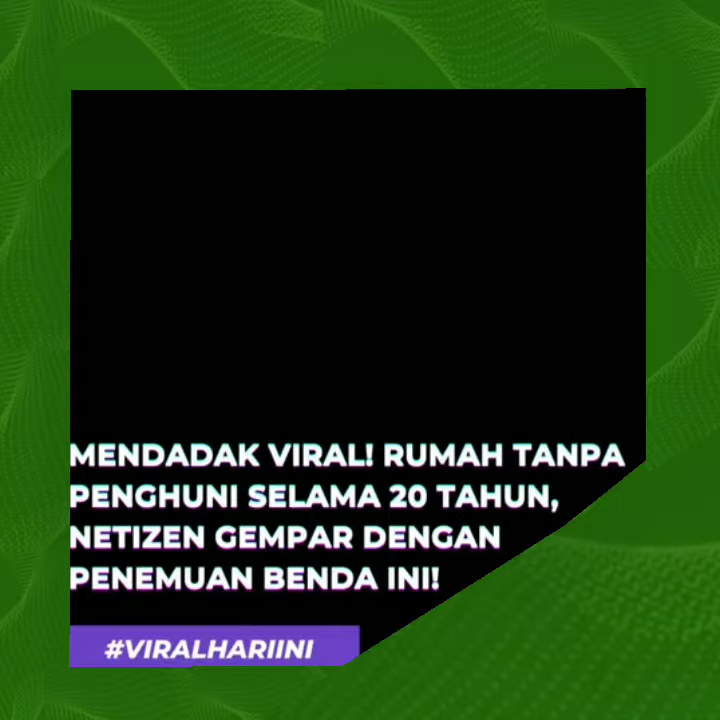 MENDADAK VIRAL! RUMAH TANPA
PENGHUNI SELAMA 20 TAHUN,
NETIZEN GEMPAR DENGAN
PENEMUAN BENDA INI!
#VIRALHARIINI